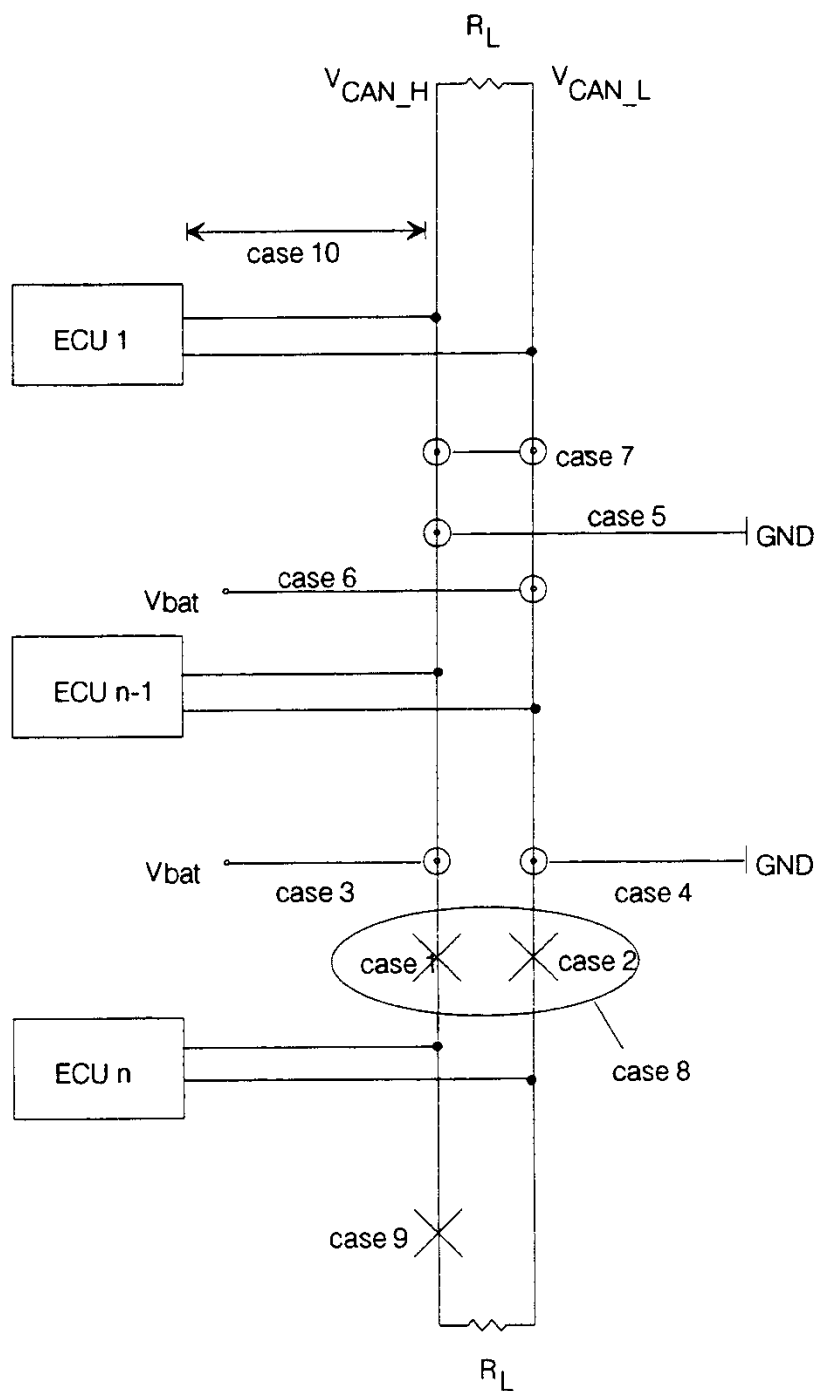 R_L
V_CAN_H
V_CAN_L
case 10
ECU 1
case 7
case 5
GND
case 6
Vbat
ECU n-1
Vbat
GND
case 3
case 4
case 1
case 2
ECU n
case 8
case 9
R_L